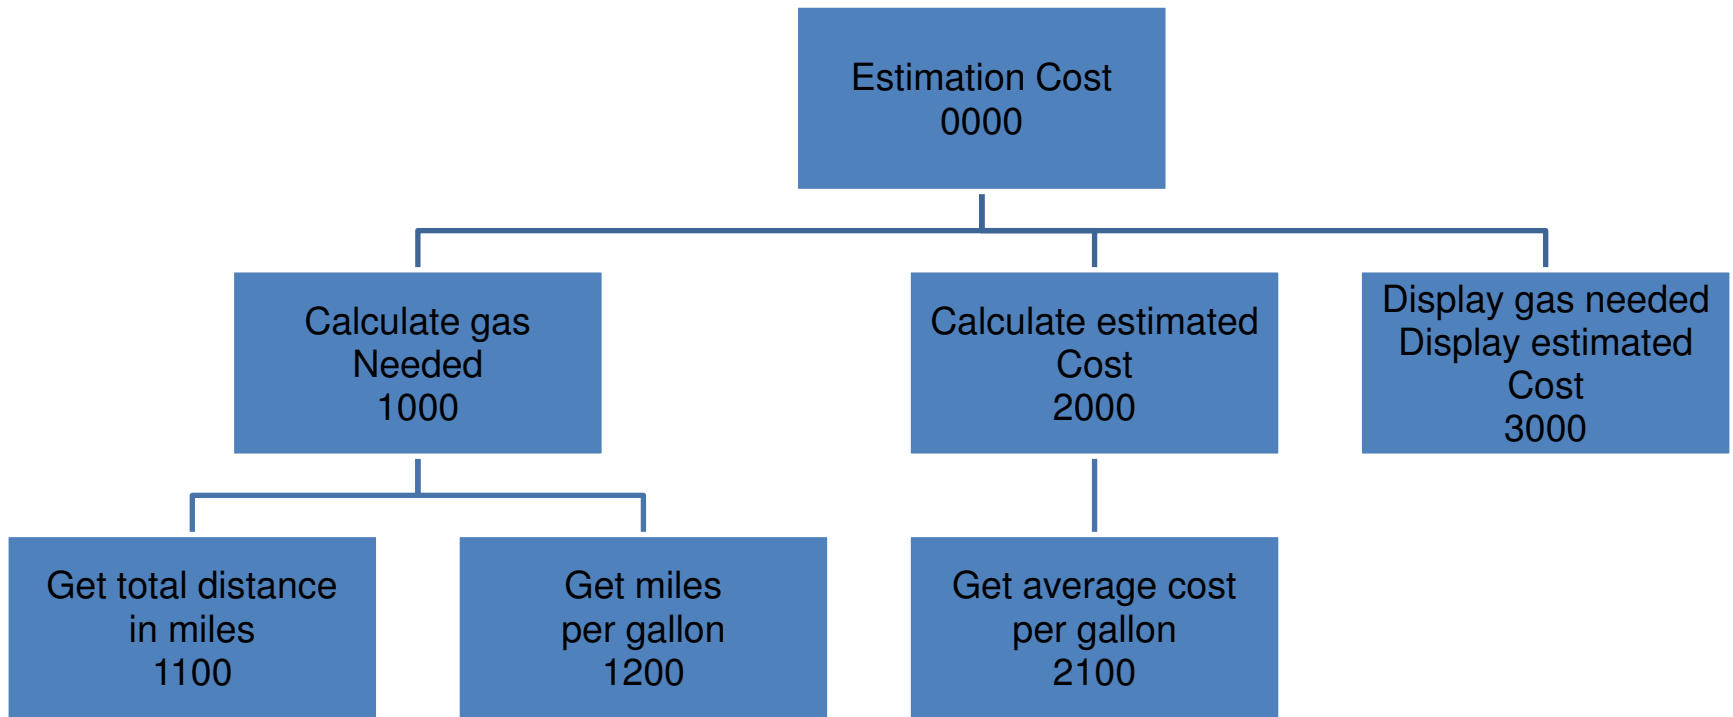 Estimation Cost
0000
Calculate gas
Needed
1000
Calculate estimated
Cost
2000
Display gas needed
Display estimated
Cost
3000
Get total distance
in miles
1100
Get miles
per gallon
1200
Get average cost
per gallon
2100